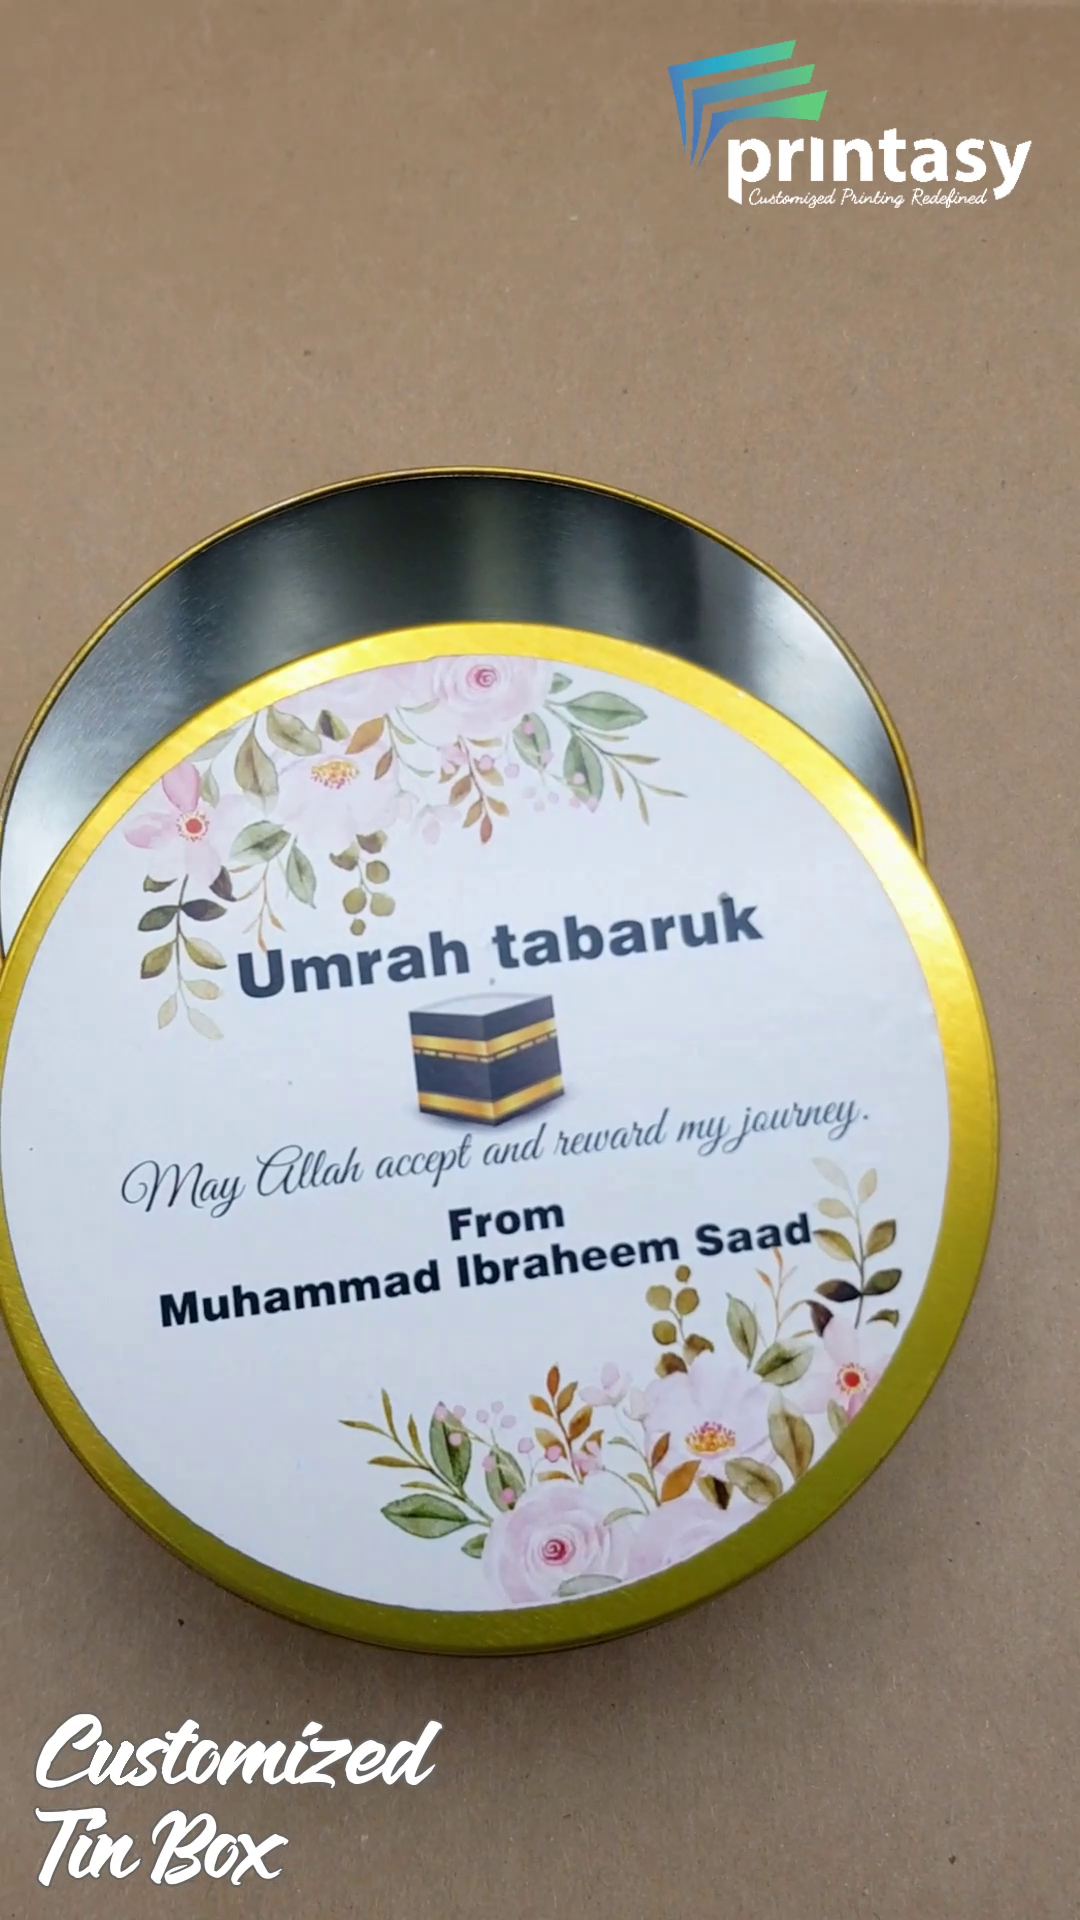 printasy
Customized Printing Redefined
Umrah tabaruk
May Allah accept and reward my journey.
From
Muhammad Ibraheem Saad
Customized
Tin Box